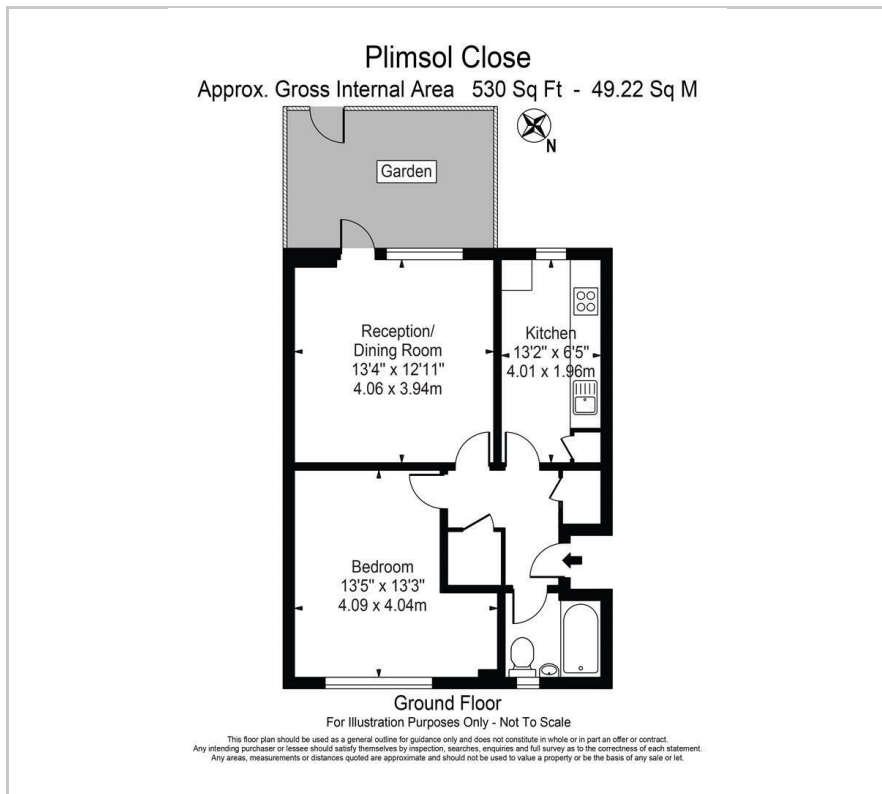 Plimsol Close
Approx. Gross Internal Area 530 Sq Ft - 49.22 Sq M
N
Garden
Reception/
Dining Room
13'4" x 12'11"
4.06 x 3.94m
Kitchen
13'2" x 6'5"
4.01 x 1.96m
Bedroom
13'5" x 13'3"
4.09 x 4.04m
Ground Floor
For Illustration Purposes Only - Not To Scale
This floor plan should be used as a general outline for guidance only and does not constitute in whole or in part an offer or contract.
Any intending purchaser or lessee should satisfy themselves by inspection, searches, enquiries and full survey as to the correctness of each statement.
Any areas, measurements or distances quoted are approximate and should not be used to value a property or be the basis of any sale or let.